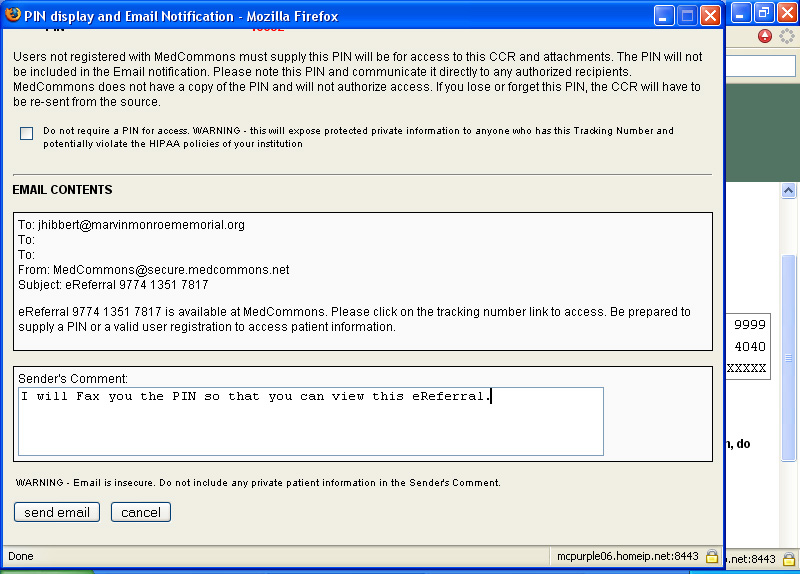 PIN display and Email Notification - Mozilla Firefox
Users not registered with MedCommons must supply this PIN will be for access to this CCR and attachments. The PIN will not
be included in the Email notification. Please note this PIN and communicate it directly to any authorized recipients.
MedCommons does not have a copy of the PIN and will not authorize access. If you lose or forget this PIN, the CCR will have to
be re-sent from the source.
Do not require a PIN for access. WARNING - this will expose protected private information to anyone who has this Tracking Number and
potentially violate the HIPAA policies of your institution
EMAIL CONTENTS
To: jhibbert@marvinmonroememorial.org
To:
To:
From: MedCommons@secure.medcommons.net
Subject: eReferral 9774 1351 7817
eReferral 9774 1351 7817 is available at MedCommons. Please click on the tracking number link to access. Be prepared to
supply a PIN or a valid user registration to access patient information.
Sender's Comment:
I will Fax you the PIN so that you can view this eReferral.
WARNING - Email is insecure. Do not include any private patient information in the Sender's Comment.
send email
cancel
Done
mcpurple06.homeip.net:8443
9999
4040
XXXXX
, do
.net:8443